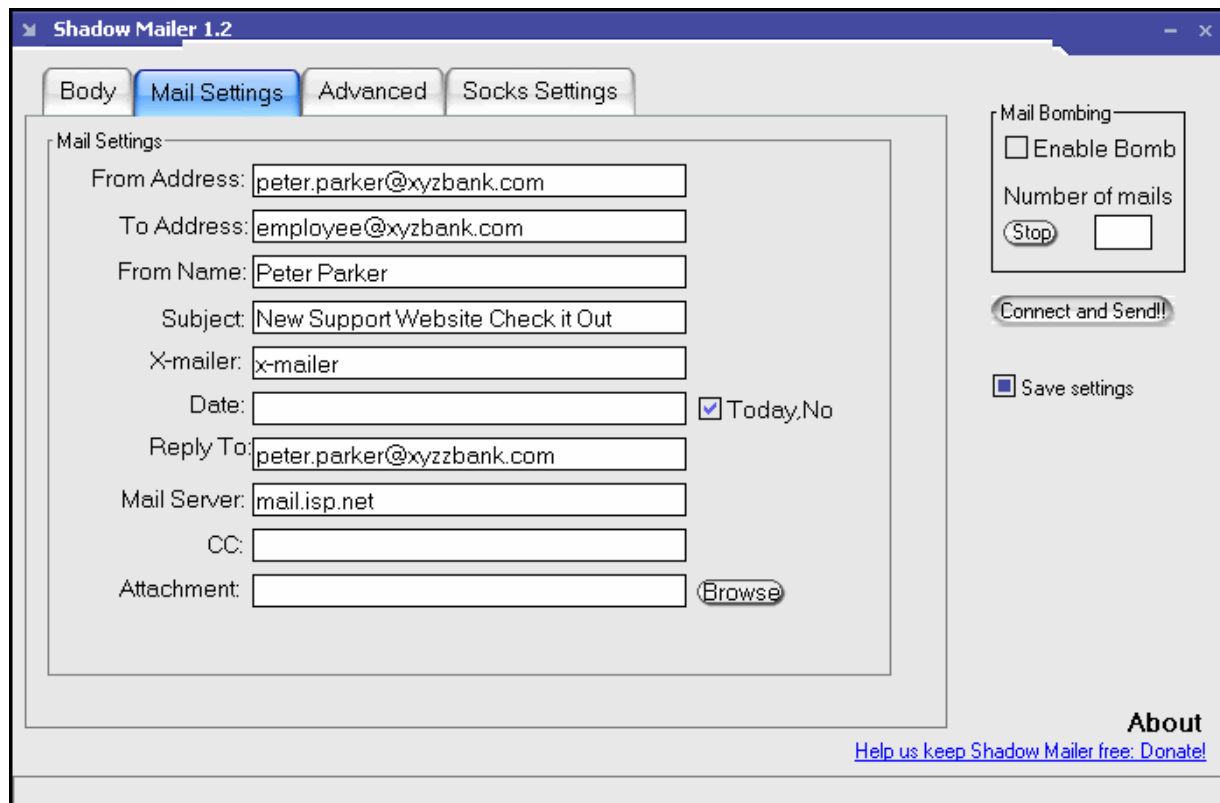 Shadow Mailer 1.2
Body
Mail Settings
Advanced
Socks Settings
Mail Settings
From Address: peter.parker@xyzbank.com
To Address: employee@xyzbank.com
From Name: Peter Parker
Subject: New Support Website Check it Out
X-mailer: x-mailer
Date:
Today,No
Reply To: peter.parker@xyzzbank.com
Mail Server: mail.isp.net
CC:
Attachment:
Browse
Mail Bombing
Enable Bomb
Number of mails
Stop
Connect and Send!!
Save settings
About
Help us keep Shadow Mailer free: Donate!